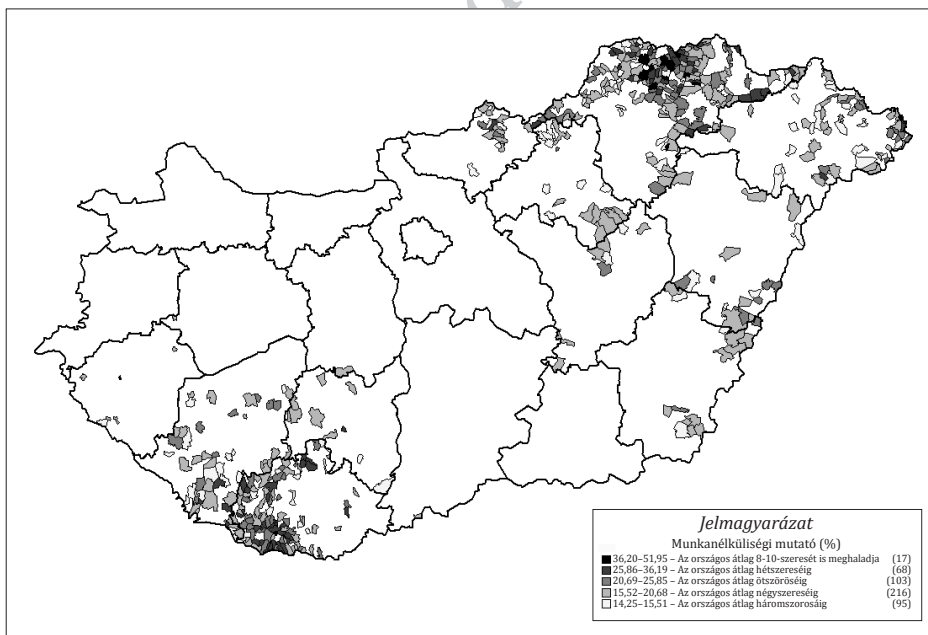 Jelmagyarázat
Munkanélküliségi mutató (%)
36,20–51,95 – Az országos átlag 8-10-szeresét is meghaladja (17)
25,86–36,19 – Az országos átlag hétszereséig (68)
20,69–25,85 – Az országos átlag ötszöröséig (103)
15,52–20,68 – Az országos átlag négyszereséig (216)
14,25–15,51 – Az országos átlag háromszorosáig (95)